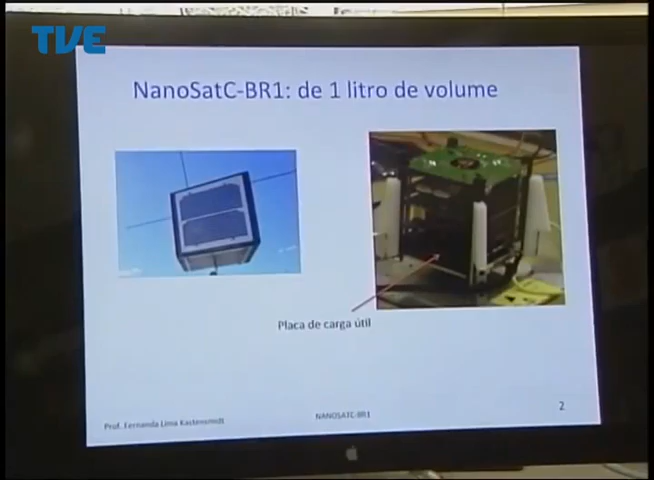 TVE
NanoSatC-BR1: de 1 litro de volume
Placa de carga útil
Prof. Fernanda Lima Kastensmidt
NANOSATC-BR1
2